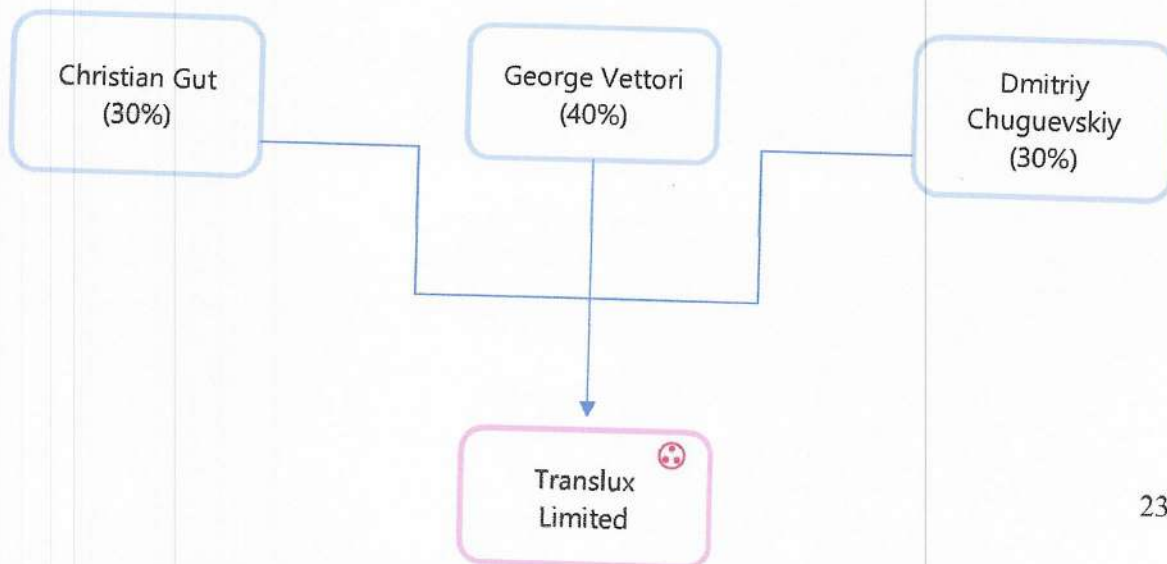 Christian Gut
(30%)
George Vettori
(40%)
Dmitriy
Chuguevskiy
(30%)
Translux
Limited
23